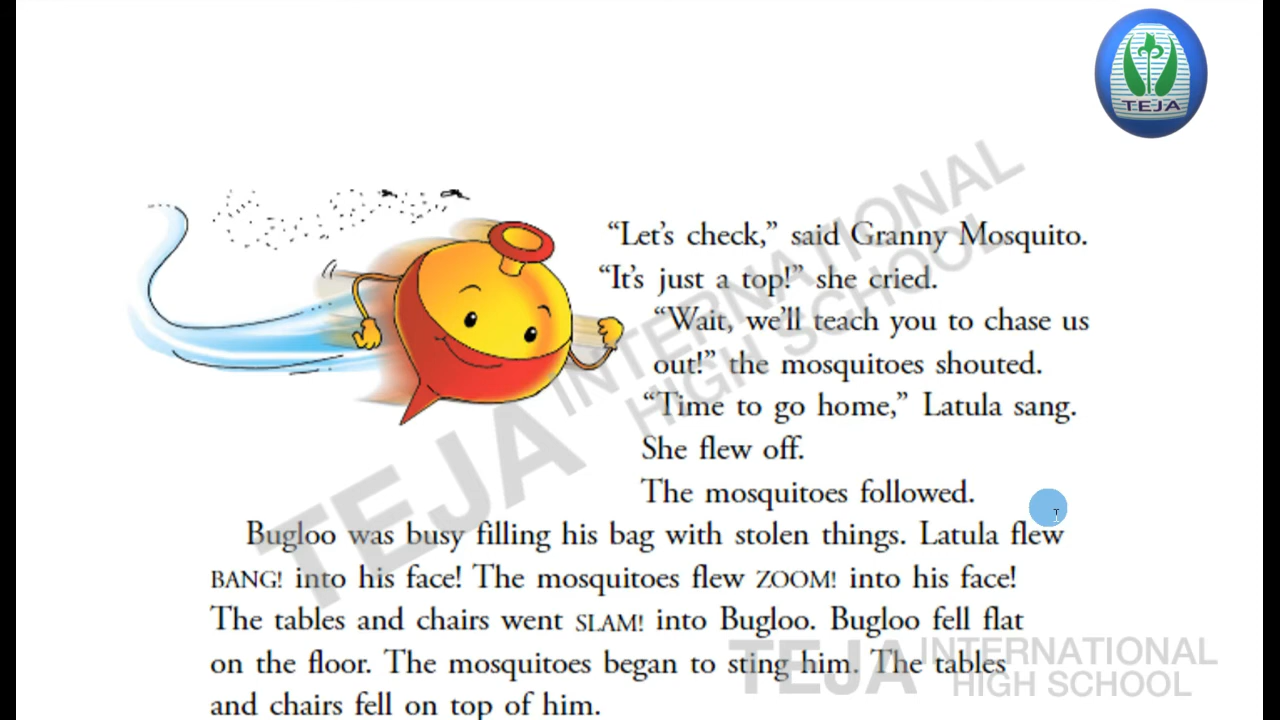 TEJA
“Let’s check,” said Granny Mosquito.
“It’s just a top!” she cried.
“Wait, we’ll teach you to chase us
out!” the mosquitoes shouted.
“Time to go home,” Latula sang.
She flew off.
The mosquitoes followed.
Bugloo was busy filling his bag with stolen things. Latula flew
BANG! into his face! The mosquitoes flew ZOOM! into his face!
The tables and chairs went SLAM! into Bugloo. Bugloo fell flat
on the floor. The mosquitoes began to sting him. The tables
and chairs fell on top of him.
TEJA INTERNATIONAL
HIGH SCHOOL
TEJA INTERNATIONAL
HIGH SCHOOL